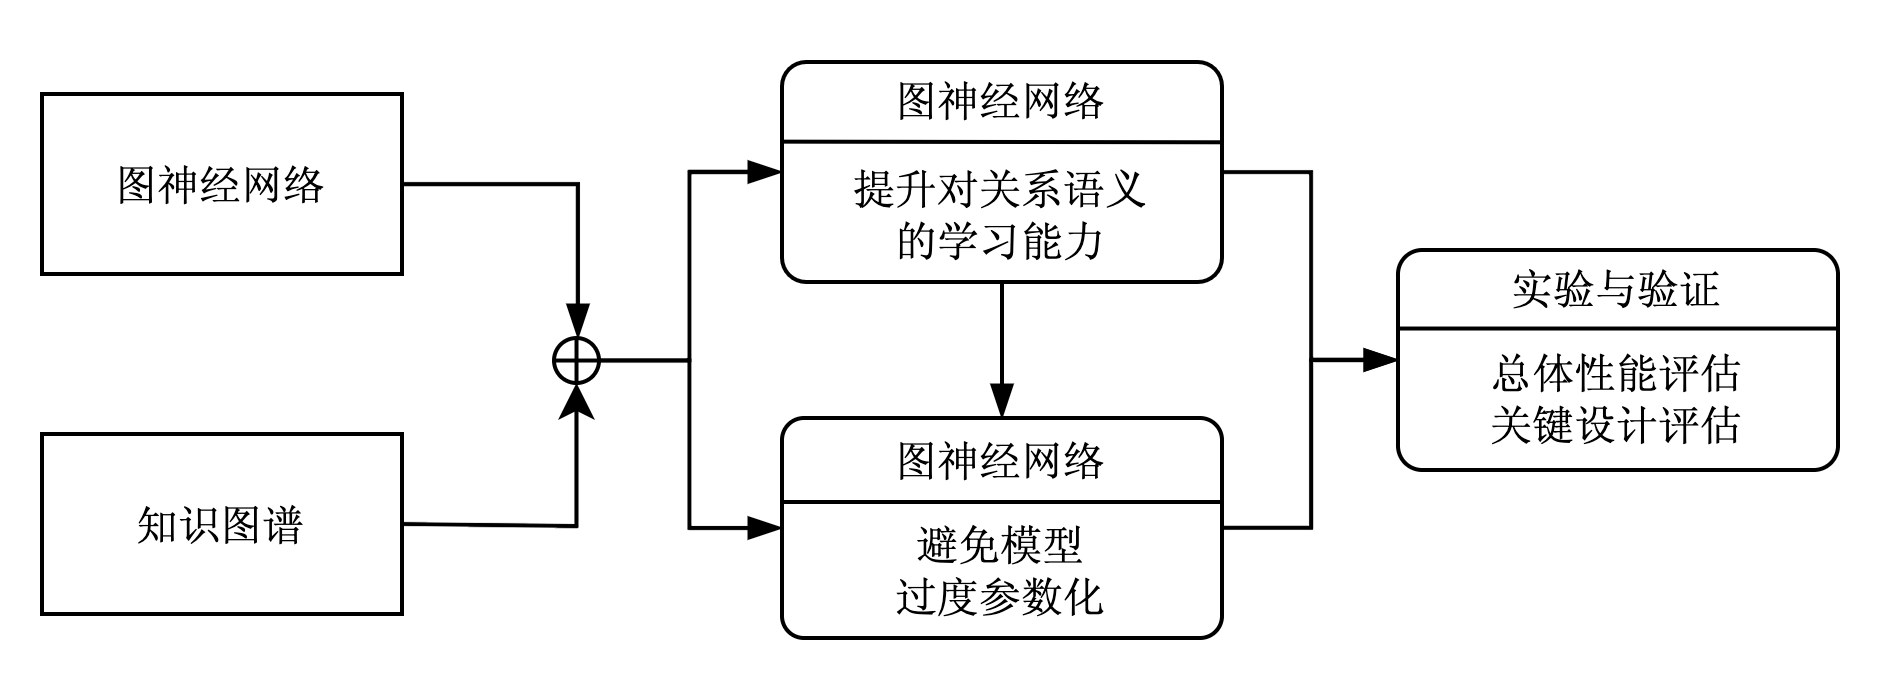 图神经网络
知识图谱
图神经网络
提升对关系语义
的学习能力
图神经网络
避免模型
过度参数化
实验与验证
总体性能评估
关键设计评估